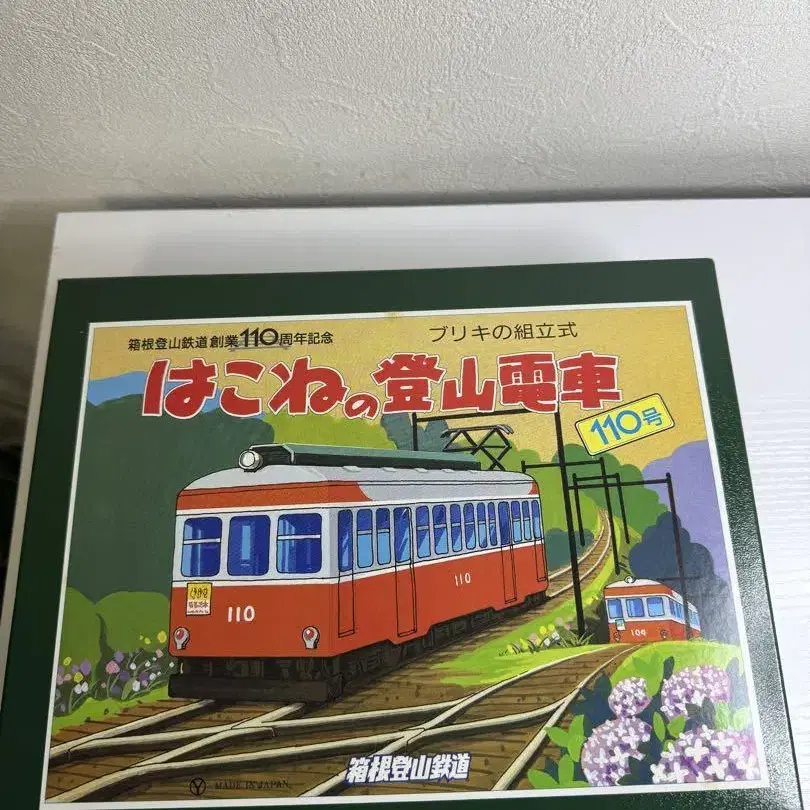 箱根登山鉄道創業110周年記念
ブリキの組立式
はこねの登山電車
110号
110
110
106
箱根登山鉄道
MADE IN JAPAN